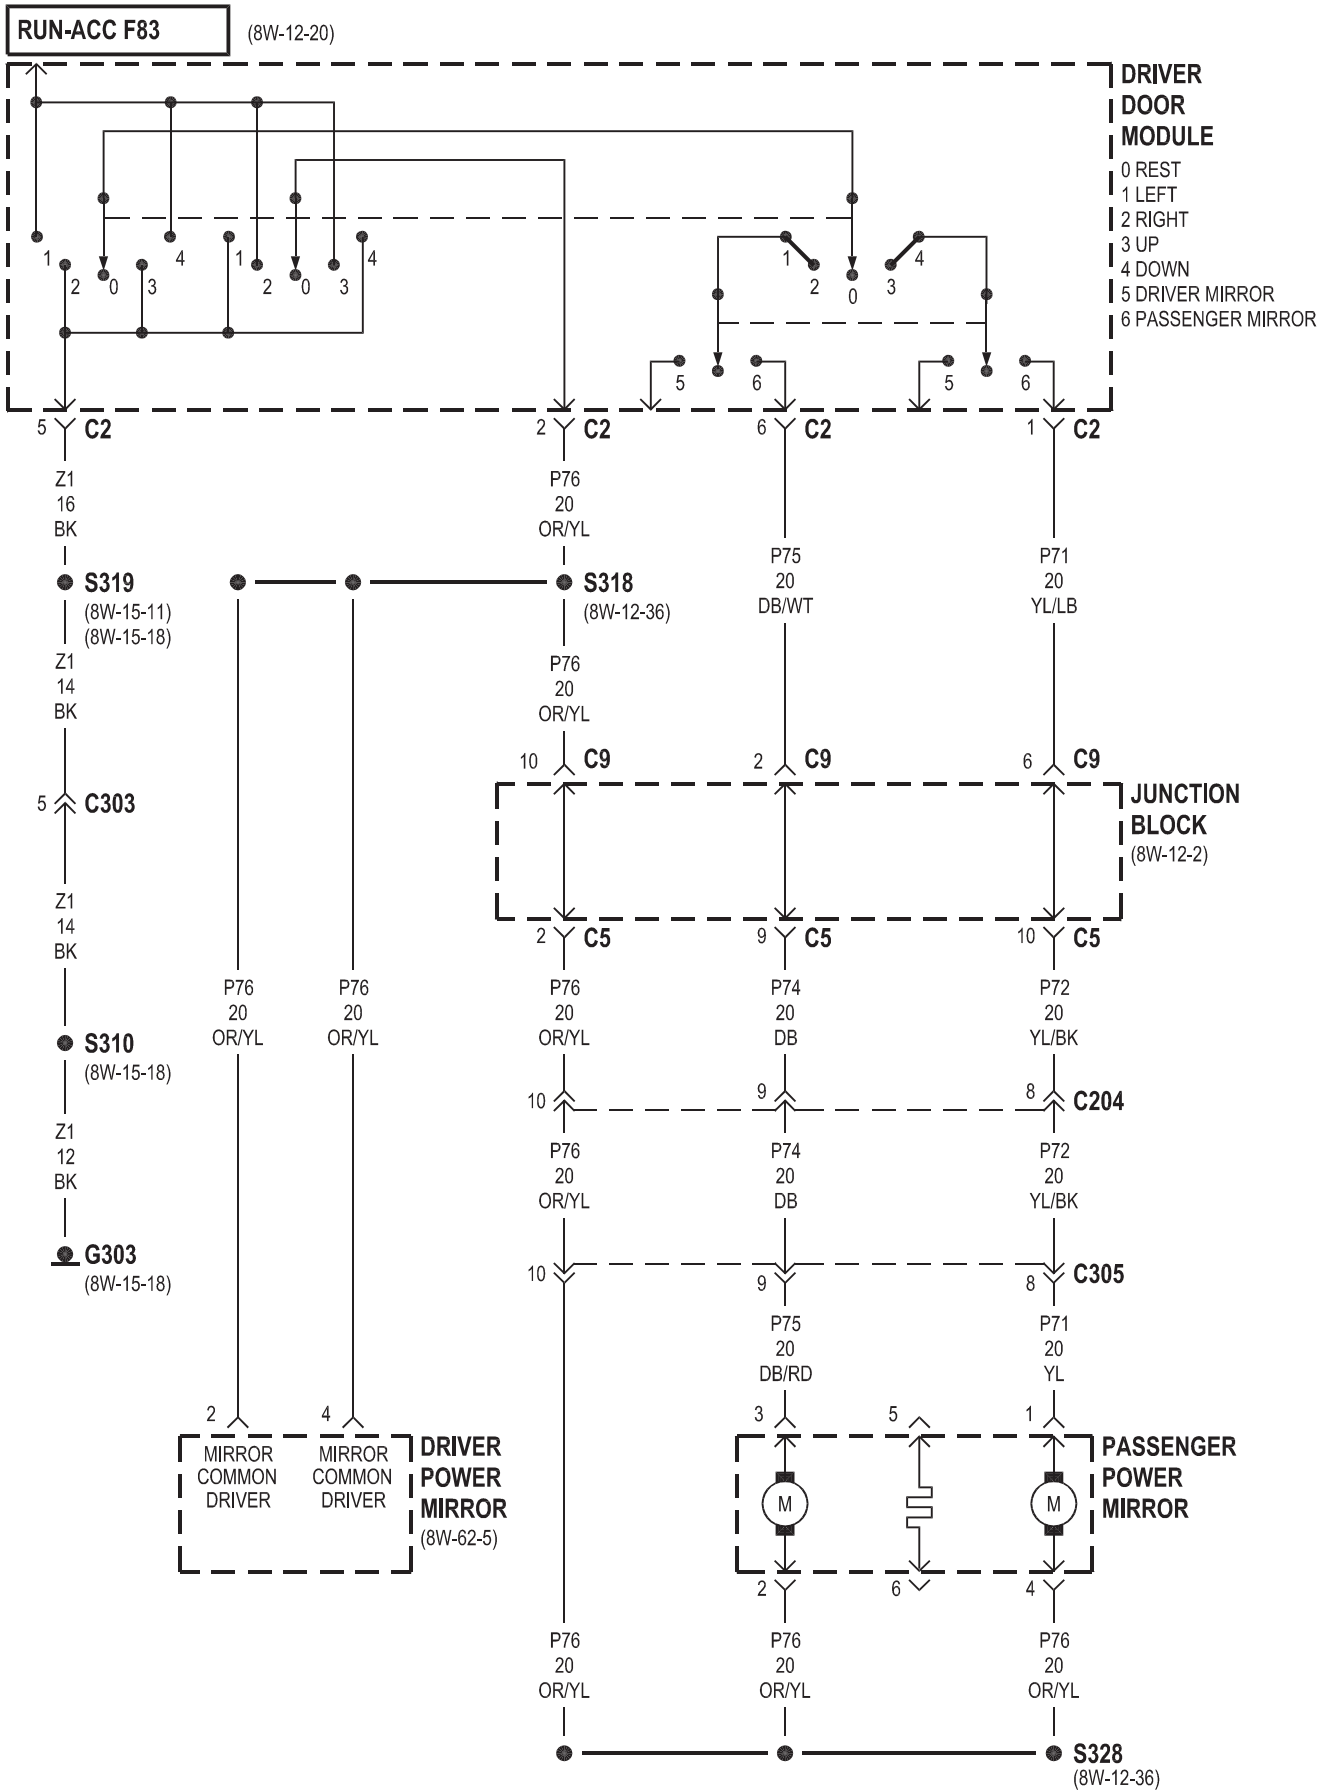 RUN-ACC F83 (8W-12-20)
DRIVER
DOOR
MODULE
0 REST
1 LEFT
2 RIGHT
3 UP
4 DOWN
5 DRIVER MIRROR
6 PASSENGER MIRROR
1 4 1 4 1 4
2 0 3 2 0 3 2 0 3
5 6 5 6
5 C2 2 C2 6 C2 1 C2
Z1 P76
16 20
BK OR/YL
P75 P71
20 20
DB/WT YL/LB
S319 S318
(8W-15-11) (8W-12-36)
(8W-15-18)
Z1 P76
14 20
BK OR/YL
10 C9 2 C9 6 C9
5 C303
JUNCTION
BLOCK
(8W-12-2)
Z1
14
BK
2 C5 9 C5 10 C5
P76 P76 P76 P74 P72
20 20 20 20 20
OR/YL OR/YL OR/YL DB YL/BK
S310
(8W-15-18)
10 9 8 C204
Z1 P76 P74 P72
12 20 20 20
BK OR/YL DB YL/BK
G303
(8W-15-18)
10 9 8 C305
P75 P71
20 20
DB/RD YL
2 4 3 5 1
MIRROR MIRROR
COMMON COMMON
DRIVER DRIVER
DRIVER
POWER
MIRROR
(8W-62-5)
M M
PASSENGER
POWER
MIRROR
2 6 4
P76 P76 P76
20 20 20
OR/YL OR/YL OR/YL
S328
(8W-12-36)